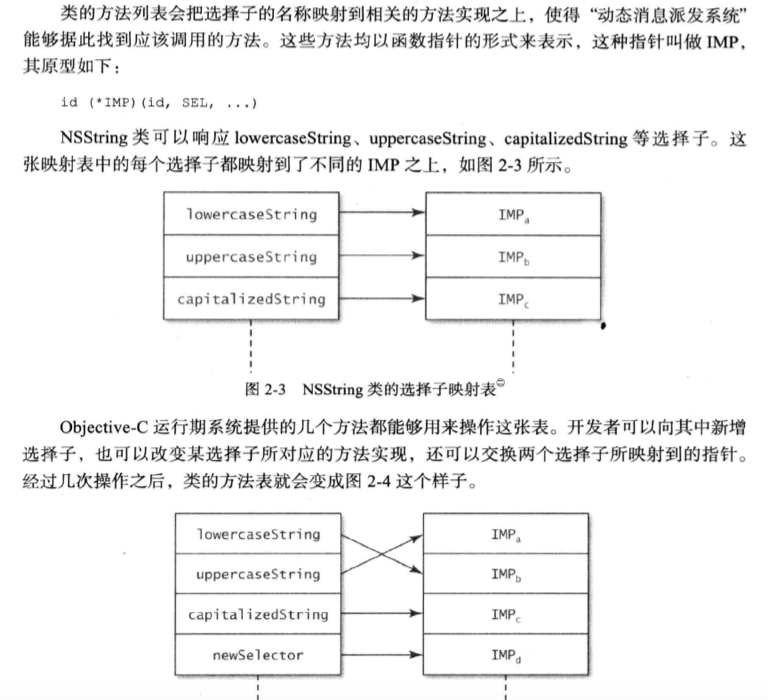 类的方法列表会把选择子的名称映射到相关的方法实现之上，使得“动态消息派发系统”
能够据此找到应该调用的方法。这些方法均以函数指针的形式来表示，这种指针叫做 IMP，
其原型如下：
id (*IMP)(id, SEL, ...)
NSString 类可以响应 lowercaseString、uppercaseString、capitalizedString 等选择子。这
张映射表中的每个选择子都映射到了不同的 IMP 之上，如图 2-3 所示。
lowercaseString IMPa
uppercaseString IMPb
capitalizedString IMPc
图 2-3 NSString 类的选择子映射表㊀
Objective-C 运行期系统提供的几个方法都能够用来操作这张表。开发者可以向其中新增
选择子，也可以改变某选择子所对应的方法实现，还可以交换两个选择子所映射到的指针。
经过几次操作之后，类的方法表就会变成图 2-4 这个样子。
lowercaseString IMPa
uppercaseString IMPb
capitalizedString IMPc
newSelector IMPd